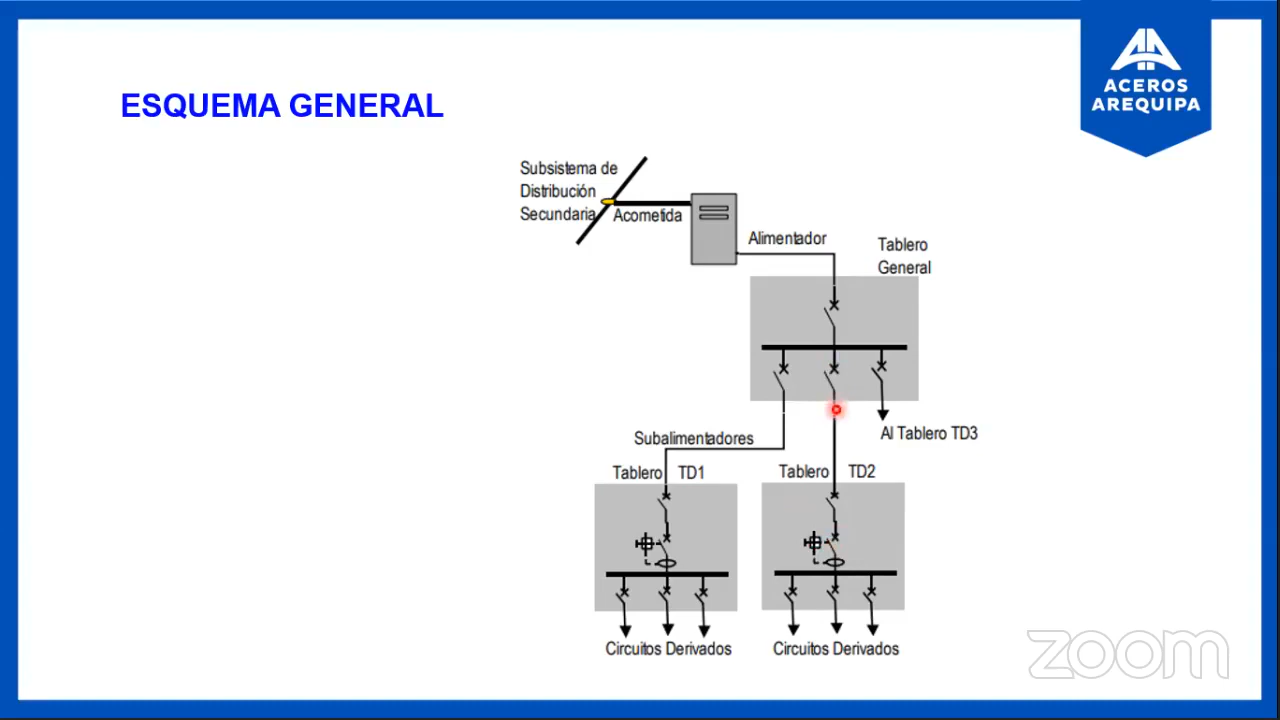 ACEROS
AREQUIPA
ESQUEMA GENERAL
Subsistema de
Distribución
Secundaria
Acometida
Alimentador
Tablero
General
Al Tablero TD3
Subalimentadores
Tablero TD1
Tablero TD2
Circuitos Derivados
Circuitos Derivados
zoom